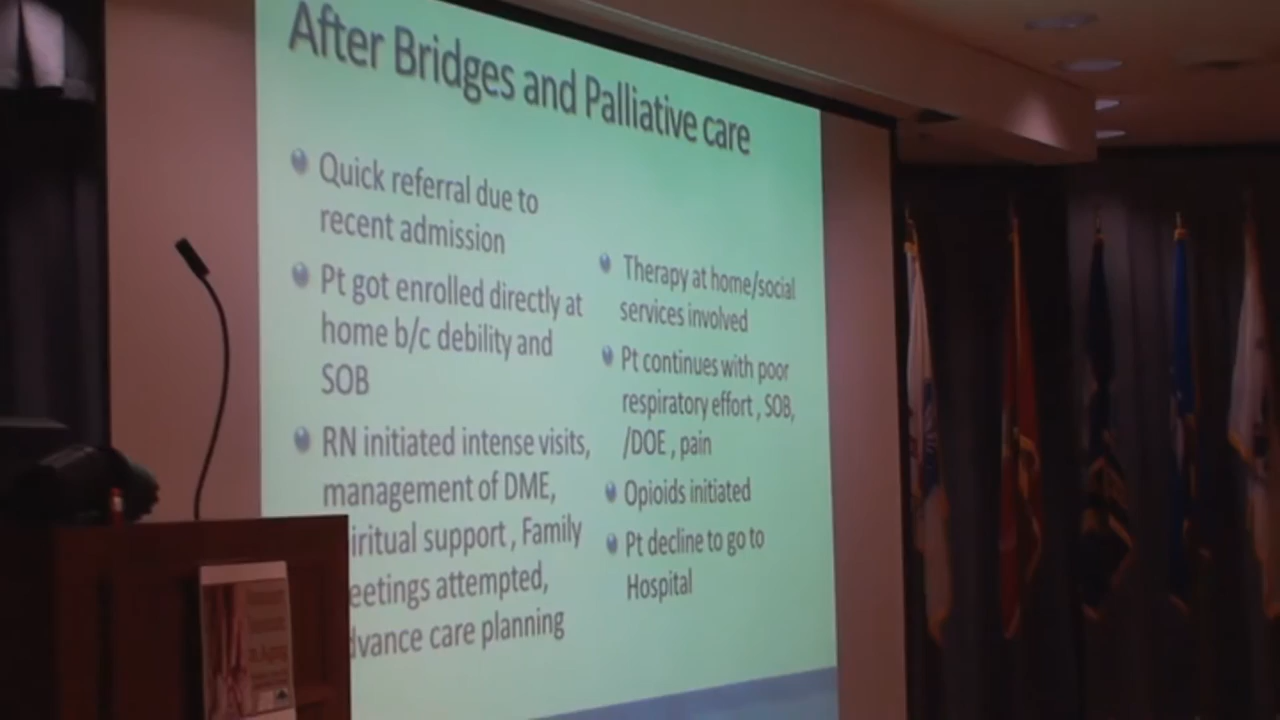 After Bridges and Palliative care
Quick referral due to
recent admission
Pt got enrolled directly at
home b/c debility and
SOB
RN initiated intense visits,
management of DME,
iritual support , Family
eetings attempted,
dvance care planning
Therapy at home/social
services involved
Pt continues with poor
respiratory effort , SOB,
/DOE , pain
Opioids initiated
Pt decline to go to
Hospital